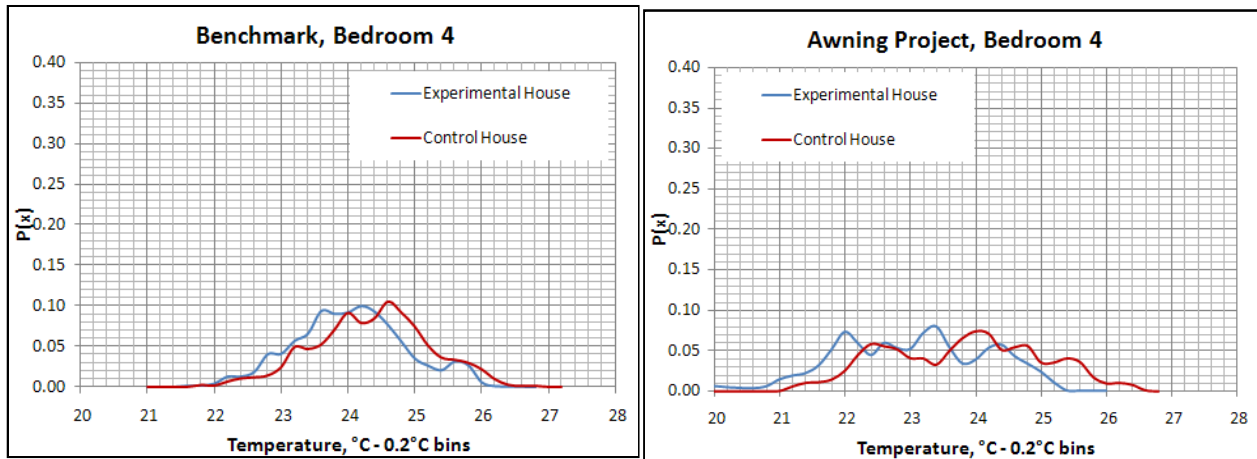 Benchmark, Bedroom 4
0.40
0.35
0.30
0.25
0.20
0.15
0.10
0.05
0.00
P(x)
Experimental House
Control House
20 21 22 23 24 25 26 27 28
Temperature, °C - 0.2°C bins
Awning Project, Bedroom 4
0.40
0.35
0.30
0.25
0.20
0.15
0.10
0.05
0.00
P(x)
Experimental House
Control House
20 21 22 23 24 25 26 27 28
Temperature, °C - 0.2°C bins